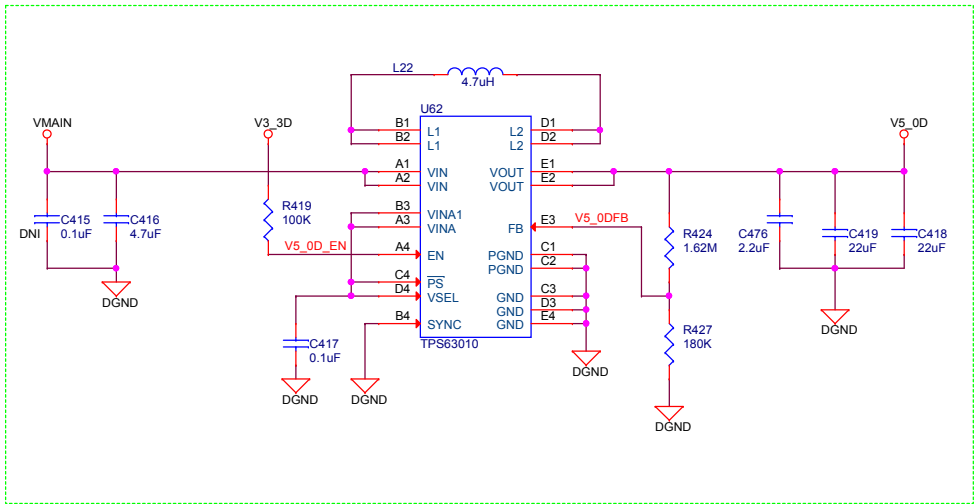 L22
4.7uH
U62
VMAIN
V3_3D
V5_0D
B1
L1
L2
D1
B2
L1
L2
D2
A1
VIN
VOUT
E1
A2
VIN
VOUT
E2
R419
100K
B3
VINA1
A3
VINA
FB
E3
V5_0DFB
C415
0.1uF
DNI
C416
4.7uF
R424
1.62M
C476
2.2uF
C419
22uF
C418
22uF
V5_0D_EN
A4
EN
PGND
C1
PGND
C2
C4
PS
D4
VSEL
GND
C3
GND
D3
B4
SYNC
GND
E4
TPS63010
DGND
C417
0.1uF
R427
180K
DGND
DGND
DGND
DGND
DGND